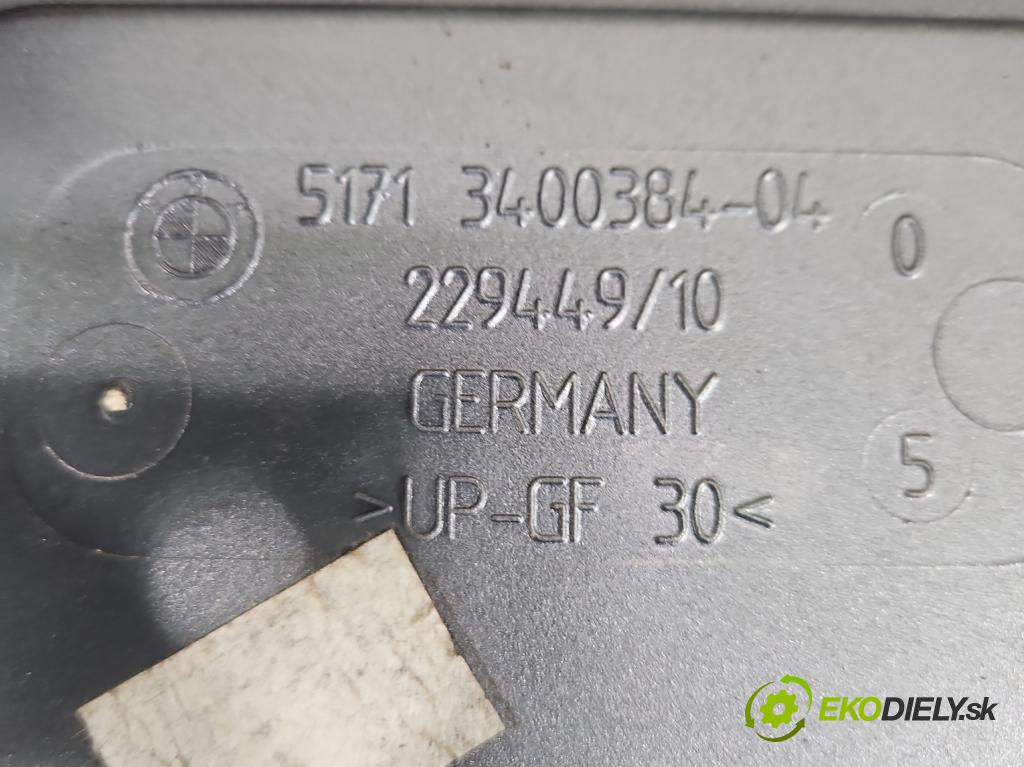 5171 3400384-04
0
229449/10
GERMANY
5
>UP-GF 30<
EKODIELY.sk